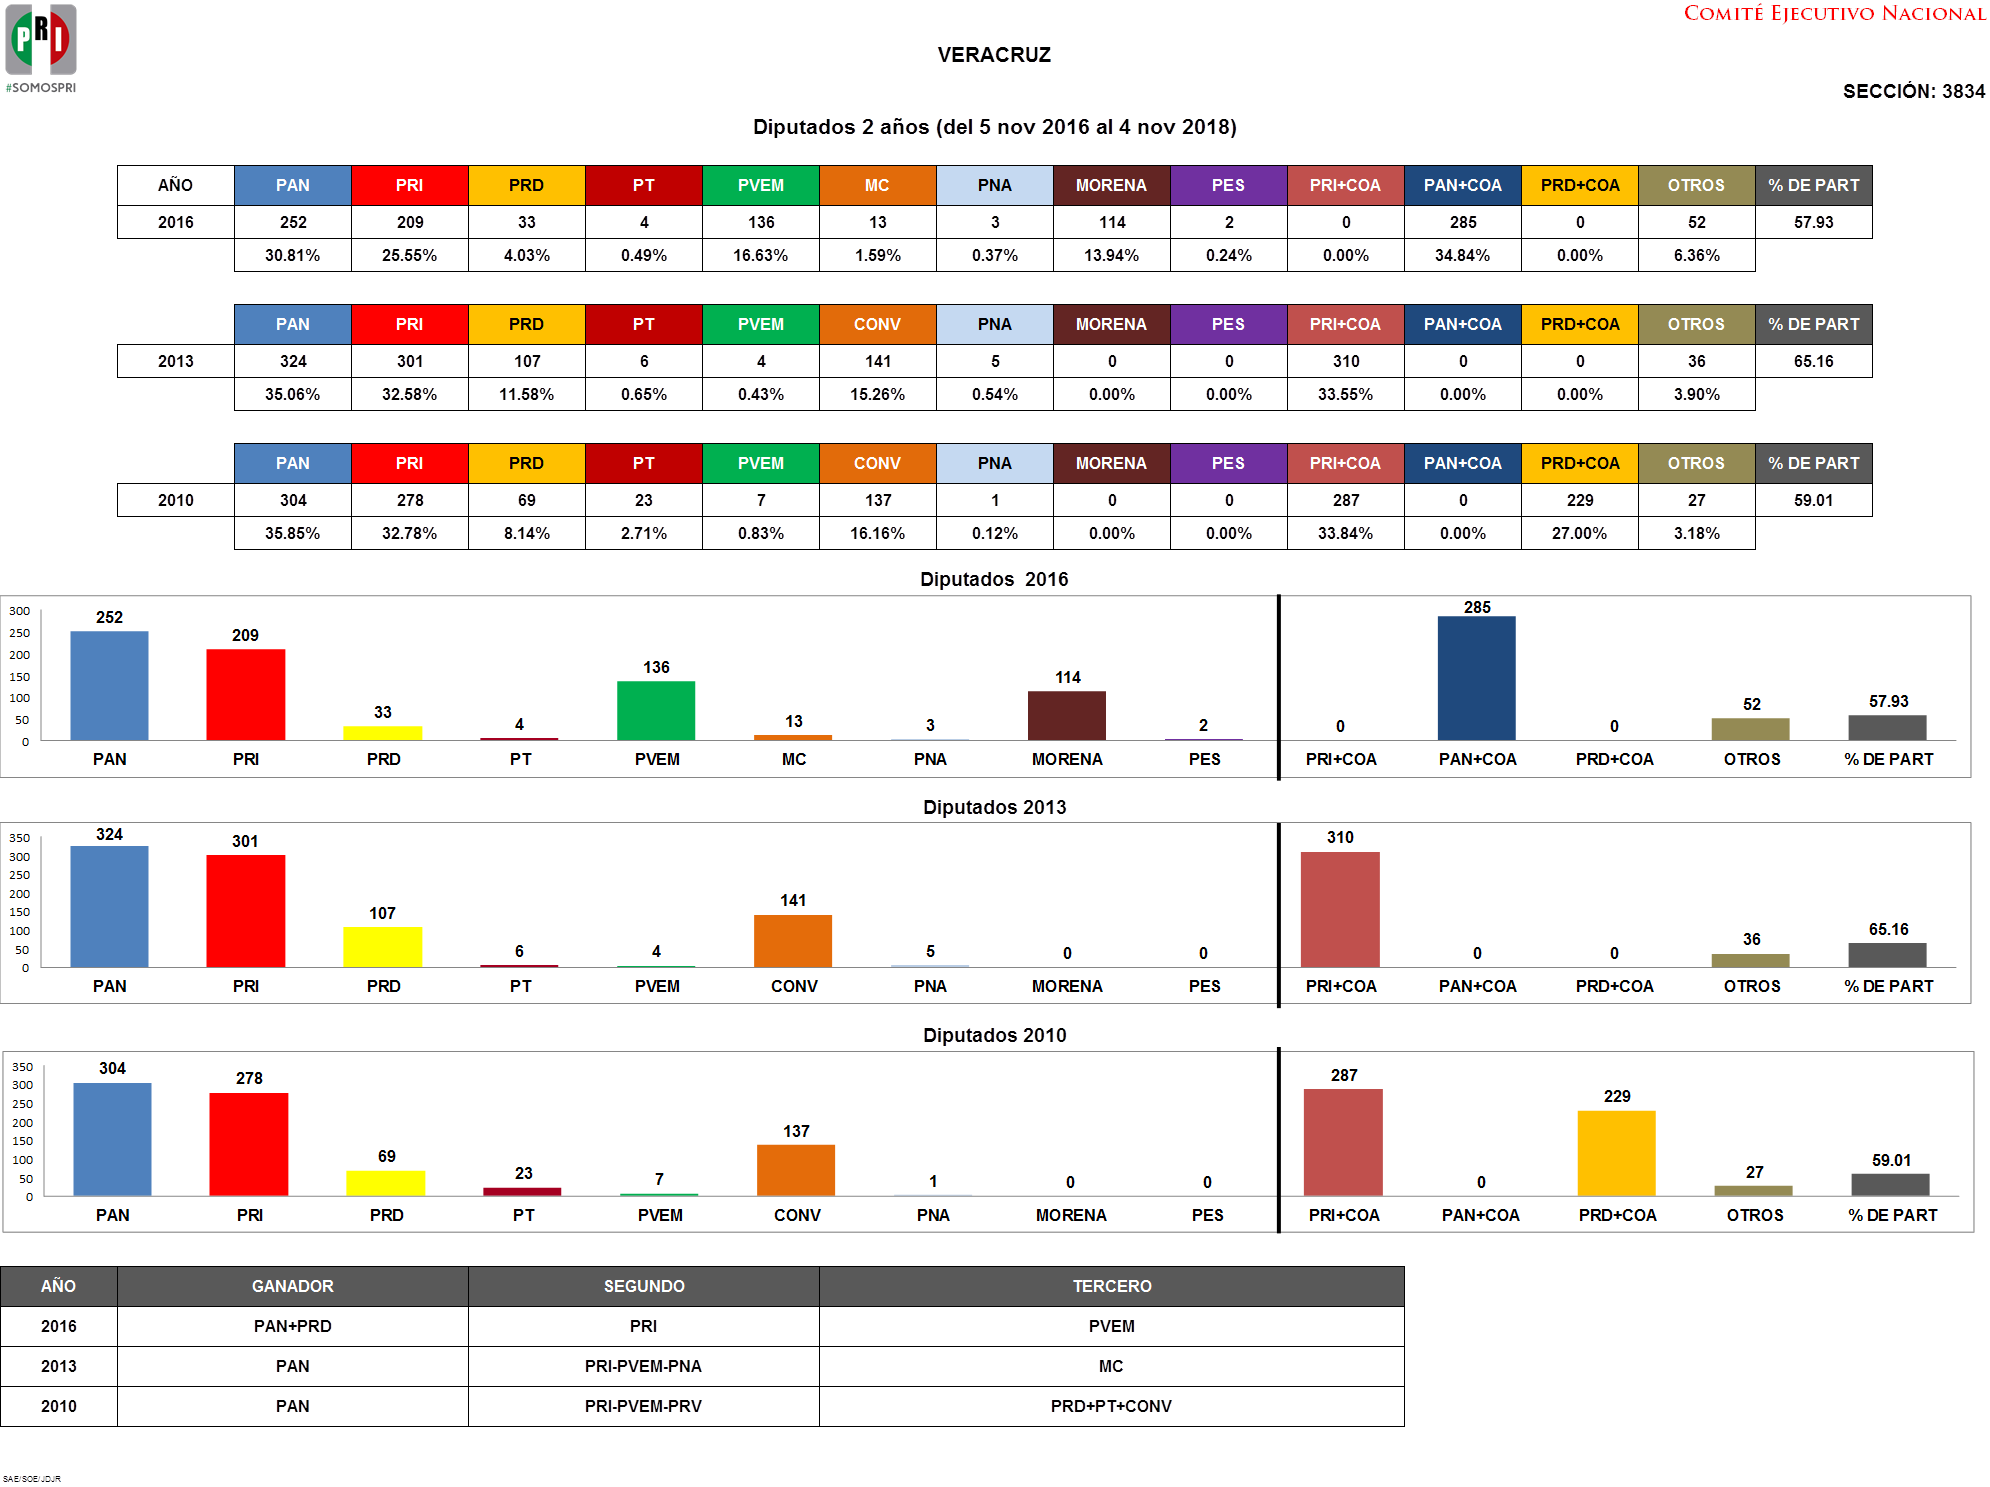 PRI
#SOMOSPRI
COMITÉ EJECUTIVO NACIONAL
VERACRUZ
SECCIÓN: 3834
Diputados 2 años (del 5 nov 2016 al 4 nov 2018)
AÑO PAN PRI PRD PT PVEM MC PNA MORENA PES PRI+COA PAN+COA PRD+COA OTROS % DE PART
2016 252 209 33 4 136 13 3 114 2 0 285 0 52 57.93
30.81% 25.55% 4.03% 0.49% 16.63% 1.59% 0.37% 13.94% 0.24% 0.00% 34.84% 0.00% 6.36%
PAN PRI PRD PT PVEM CONV PNA MORENA PES PRI+COA PAN+COA PRD+COA OTROS % DE PART
2013 324 301 107 6 4 141 5 0 0 310 0 0 36 65.16
35.06% 32.58% 11.58% 0.65% 0.43% 15.26% 0.54% 0.00% 0.00% 33.55% 0.00% 0.00% 3.90%
PAN PRI PRD PT PVEM CONV PNA MORENA PES PRI+COA PAN+COA PRD+COA OTROS % DE PART
2010 304 278 69 23 7 137 1 0 0 287 0 229 27 59.01
35.85% 32.78% 8.14% 2.71% 0.83% 16.16% 0.12% 0.00% 0.00% 33.84% 0.00% 27.00% 3.18%
Diputados 2016
300
250
200
150
100
50
0
252 209 33 4 136 13 3 114 2 0 285 0 52 57.93
PAN PRI PRD PT PVEM MC PNA MORENA PES PRI+COA PAN+COA PRD+COA OTROS % DE PART
Diputados 2013
350
300
250
200
150
100
50
0
324 301 107 6 4 141 5 0 0 310 0 0 36 65.16
PAN PRI PRD PT PVEM CONV PNA MORENA PES PRI+COA PAN+COA PRD+COA OTROS % DE PART
Diputados 2010
350
300
250
200
150
100
50
0
304 278 69 23 7 137 1 0 0 287 0 229 27 59.01
PAN PRI PRD PT PVEM CONV PNA MORENA PES PRI+COA PAN+COA PRD+COA OTROS % DE PART
AÑO GANADOR SEGUNDO TERCERO
2016 PAN+PRD PRI PVEM
2013 PAN PRI-PVEM-PNA MC
2010 PAN PRI-PVEM-PRV PRD+PT+CONV
SAE/SOE/JDJR